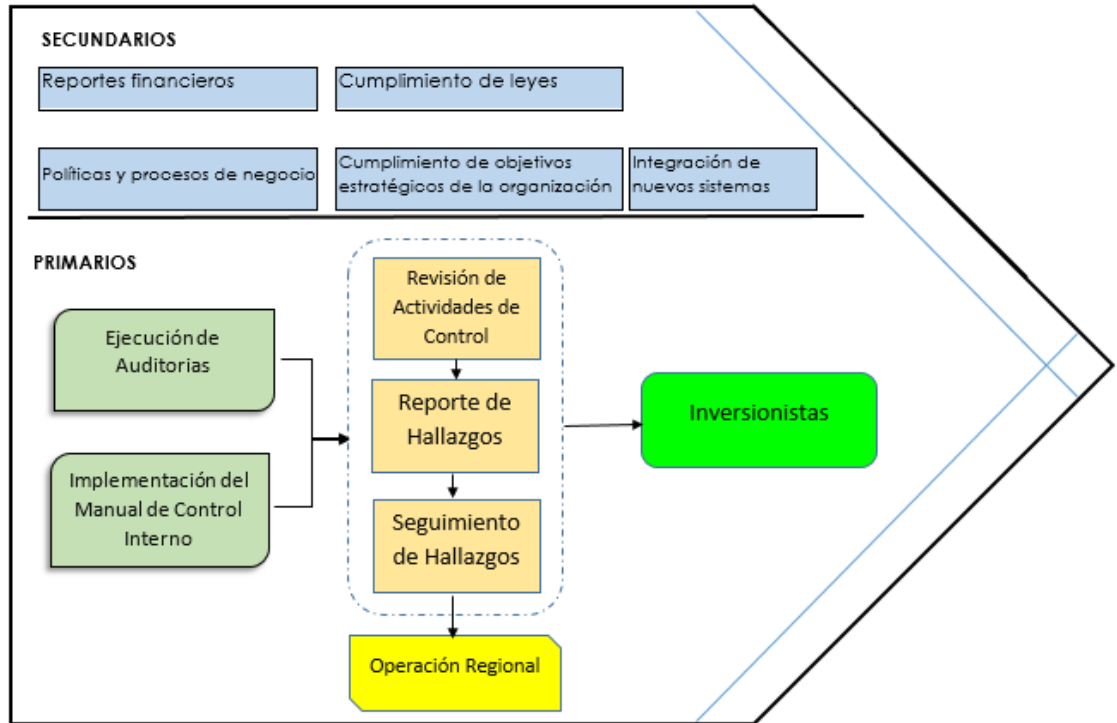 SECUNDARIOS
Reportes financieros
Cumplimiento de leyes
Políticas y procesos de negocio
Cumplimiento de objetivos
estratégicos de la organización
Integración de
nuevos sistemas
PRIMARIOS
Ejecución de
Auditorias
Implementación del
Manual de Control
Interno
Revisión de
Actividades de
Control
Reporte de
Hallazgos
Seguimiento
de Hallazgos
Operación Regional
Inversionistas